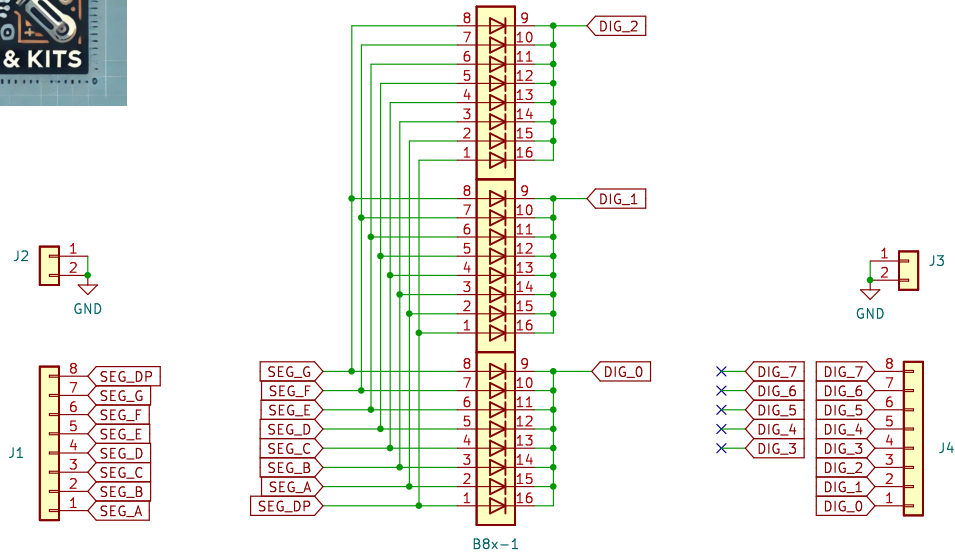 & KITS
8 9 DIG_2
7 10
6 11
5 12
4 13
3 14
2 15
1 16
8 9 DIG_1
7 10
6 11
5 12
4 13
3 14
2 15
1 16
SEG_G 8 9 DIG_0
SEG_F 7 10
SEG_E 6 11
SEG_D 5 12
SEG_C 4 13
SEG_B 3 14
SEG_A 2 15
SEG_DP 1 16
B8x-1
J2
1
2
GND
J1
8 SEG_DP
7 SEG_G
6 SEG_F
5 SEG_E
4 SEG_D
3 SEG_C
2 SEG_B
1 SEG_A
J3
1
2
GND
DIG_7
DIG_6
DIG_5
DIG_4
DIG_3
J4
DIG_7 8
DIG_6 7
DIG_5 6
DIG_4 5
DIG_3 4
DIG_2 3
DIG_1 2
DIG_0 1